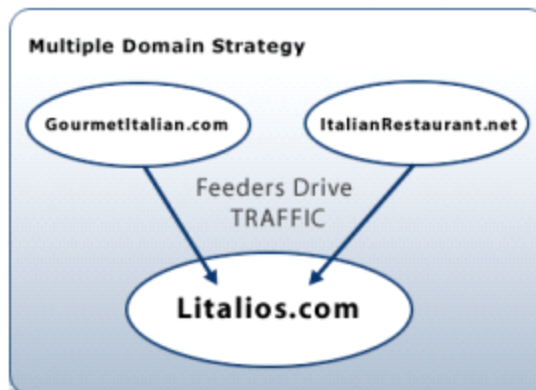 Multiple Domain Strategy
GourmetItalian.com
ItalianRestaurant.net
Feeders Drive
TRAFFIC
Litalios.com